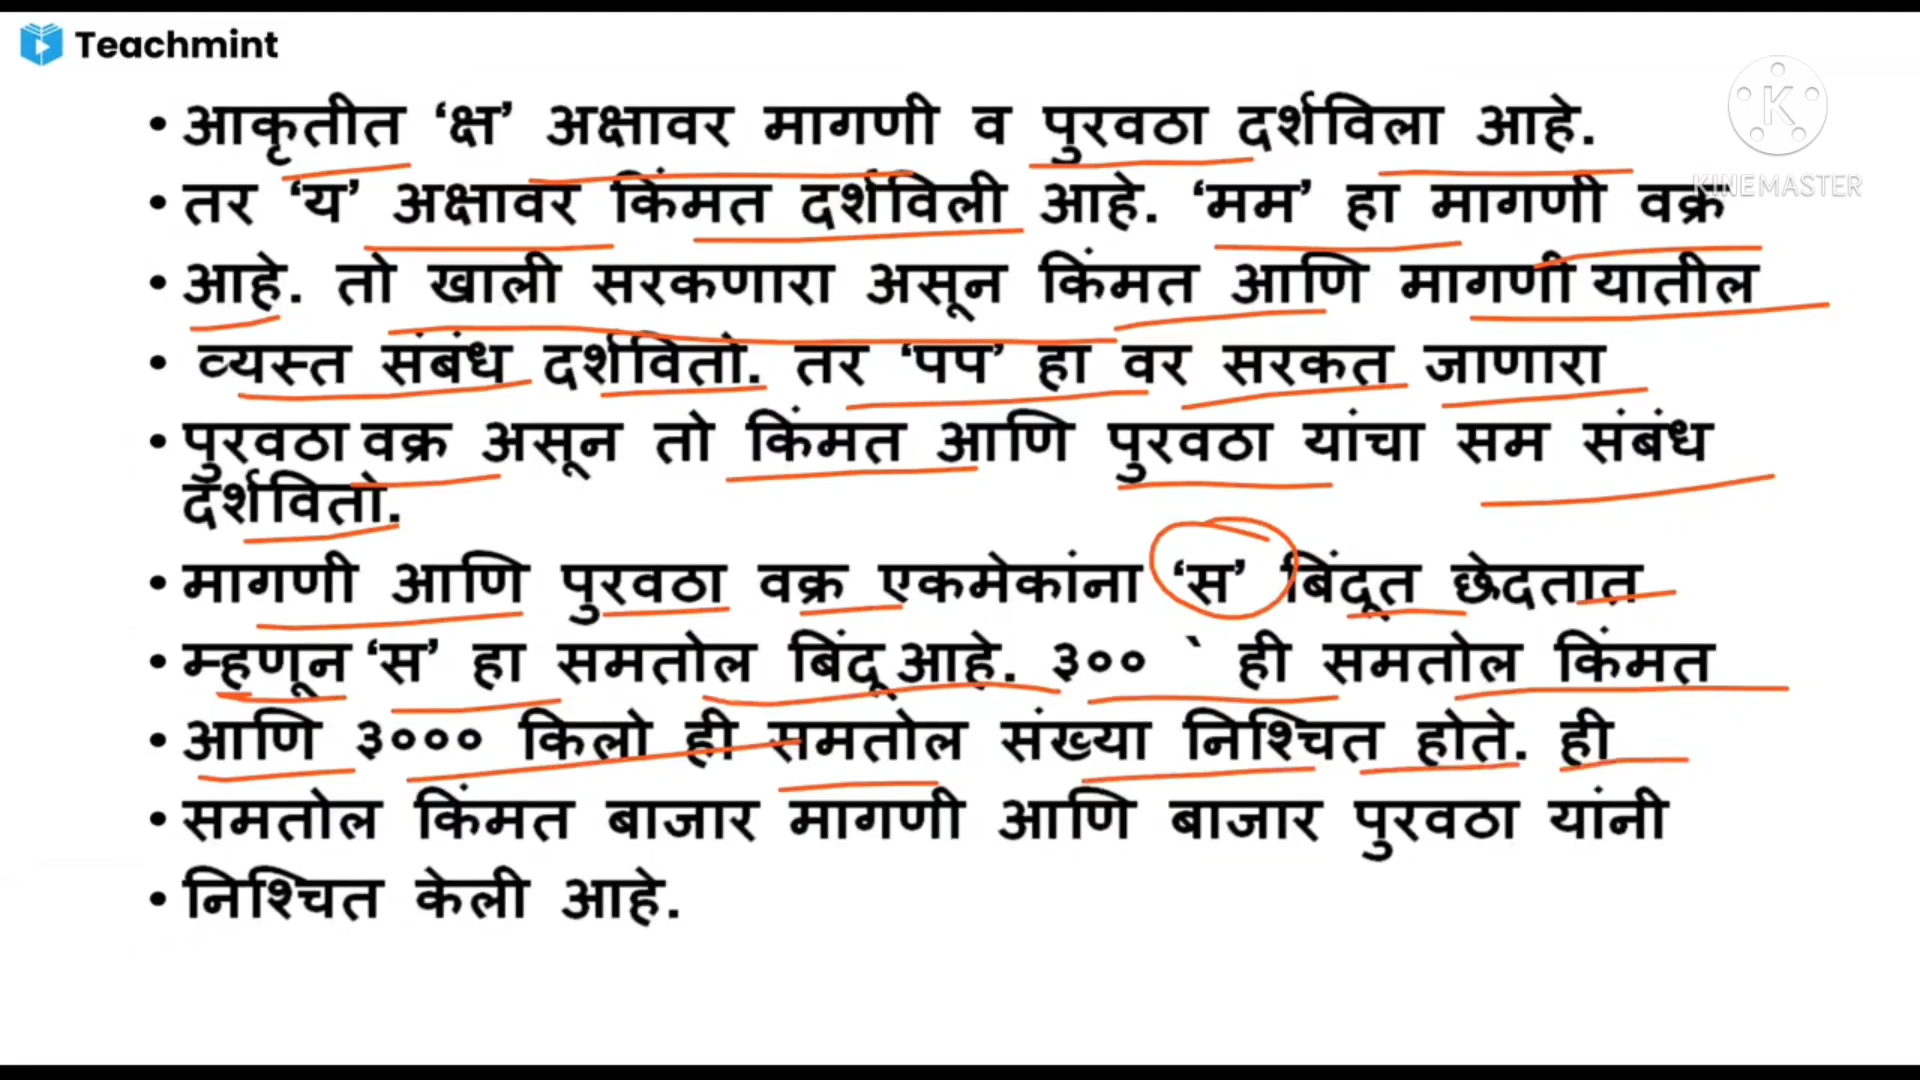 Teachmint
• आकृतीत ‘क्ष’ अक्षावर मागणी व पुरवठा दर्शविला आहे.
KINEMASTER
• तर ‘य’ अक्षावर किंमत दर्शविली आहे. ‘मम’ हा मागणी वक्र
• आहे. तो खाली सरकणारा असून किंमत आणि मागणी यातील
• व्यस्त संबंध दर्शवितो. तर ‘पप’ हा वर सरकत जाणारा
• पुरवठा वक्र असून तो किंमत आणि पुरवठा यांचा सम संबंध
दर्शवितो.
• मागणी आणि पुरवठा वक्र एकमेकांना ‘स’ बिंदूत छेदतात
• म्हणून ‘स’ हा समतोल बिंदू आहे. ३०० ` ही समतोल किंमत
• आणि ३००० किलो ही समतोल संख्या निश्चित होते. ही
• समतोल किंमत बाजार मागणी आणि बाजार पुरवठा यांनी
• निश्चित केली आहे.